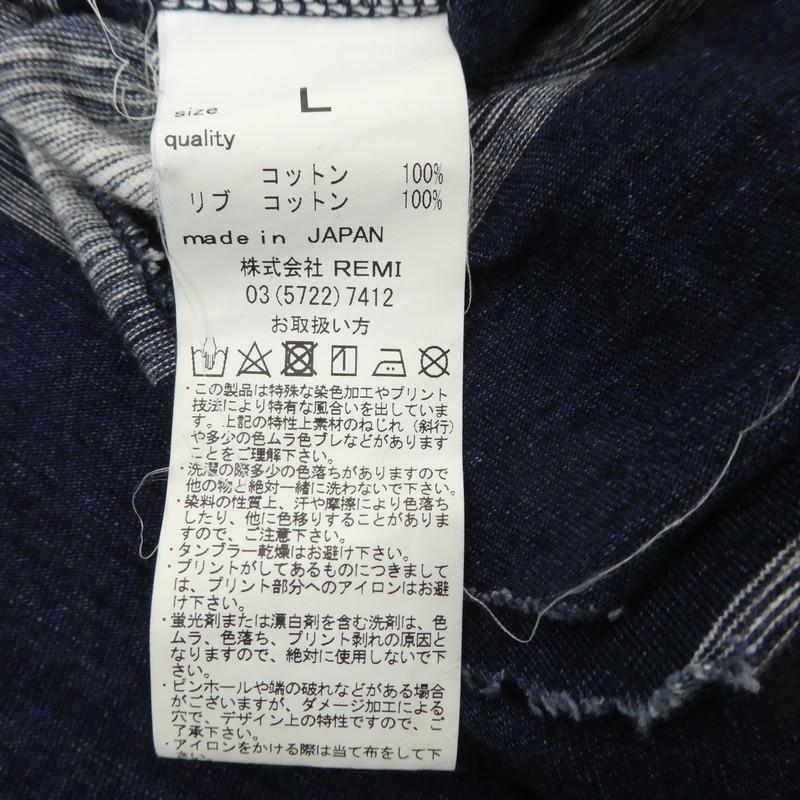 size L
quality
コットン 100%
リブ コットン 100%
made in JAPAN
株式会社 REMI
03(5722)7412
お取扱い方
・この製品は特殊な染色加工やプリント
技法により特有な風合いを出していま
す。上記の特性上素材のねじれ（斜行）
や多少の色ムラ色ブレなどがあります
ことをご理解下さい。
・洗濯の際多少の色落ちがありますので
他の物と絶対一緒に洗わないで下さい。
・染料の性質上、汗や摩擦により色落ち
したり、他に色移りすることがありま
すので、ご注意下さい。
・タンブラー乾燥はお避け下さい。
・プリントがしてあるものにつきまして
は、プリント部分へのアイロンはお避
け下さい。
・蛍光剤または漂白剤を含む洗剤は、色
ムラ、色落ち、プリント剥れの原因と
なりますので、絶対に使用しないで下
さい。
・ピンホールや端の破れなどがある場合
がございますが、ダメージ加工による
穴で、デザイン上の特性ですので、ご
了承下さい。
・アイロンをかける際は当て布をして下
さい。